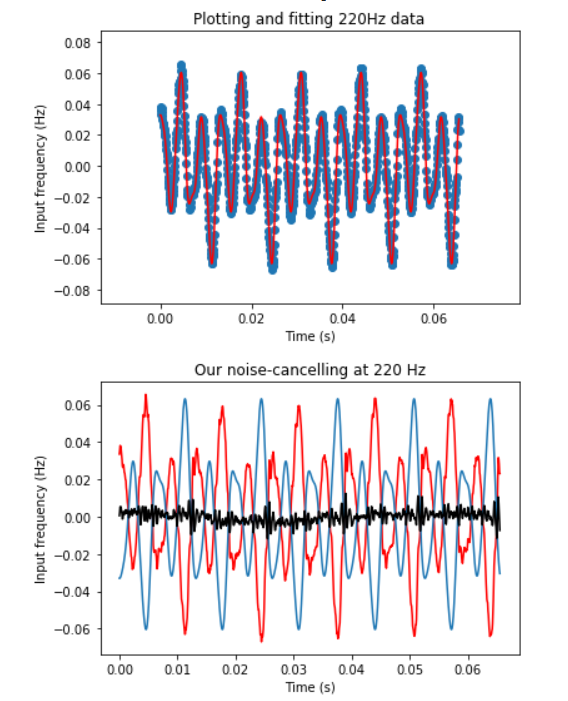 Plotting and fitting 220Hz data
0.08
0.06
0.04
0.02
0.00
−0.02
−0.04
−0.06
−0.08
Input frequency (Hz)
0.00 0.02 0.04 0.06
Time (s)
Our noise-cancelling at 220 Hz
0.06
0.04
0.02
0.00
−0.02
−0.04
−0.06
Input frequency (Hz)
0.00 0.01 0.02 0.03 0.04 0.05 0.06
Time (s)